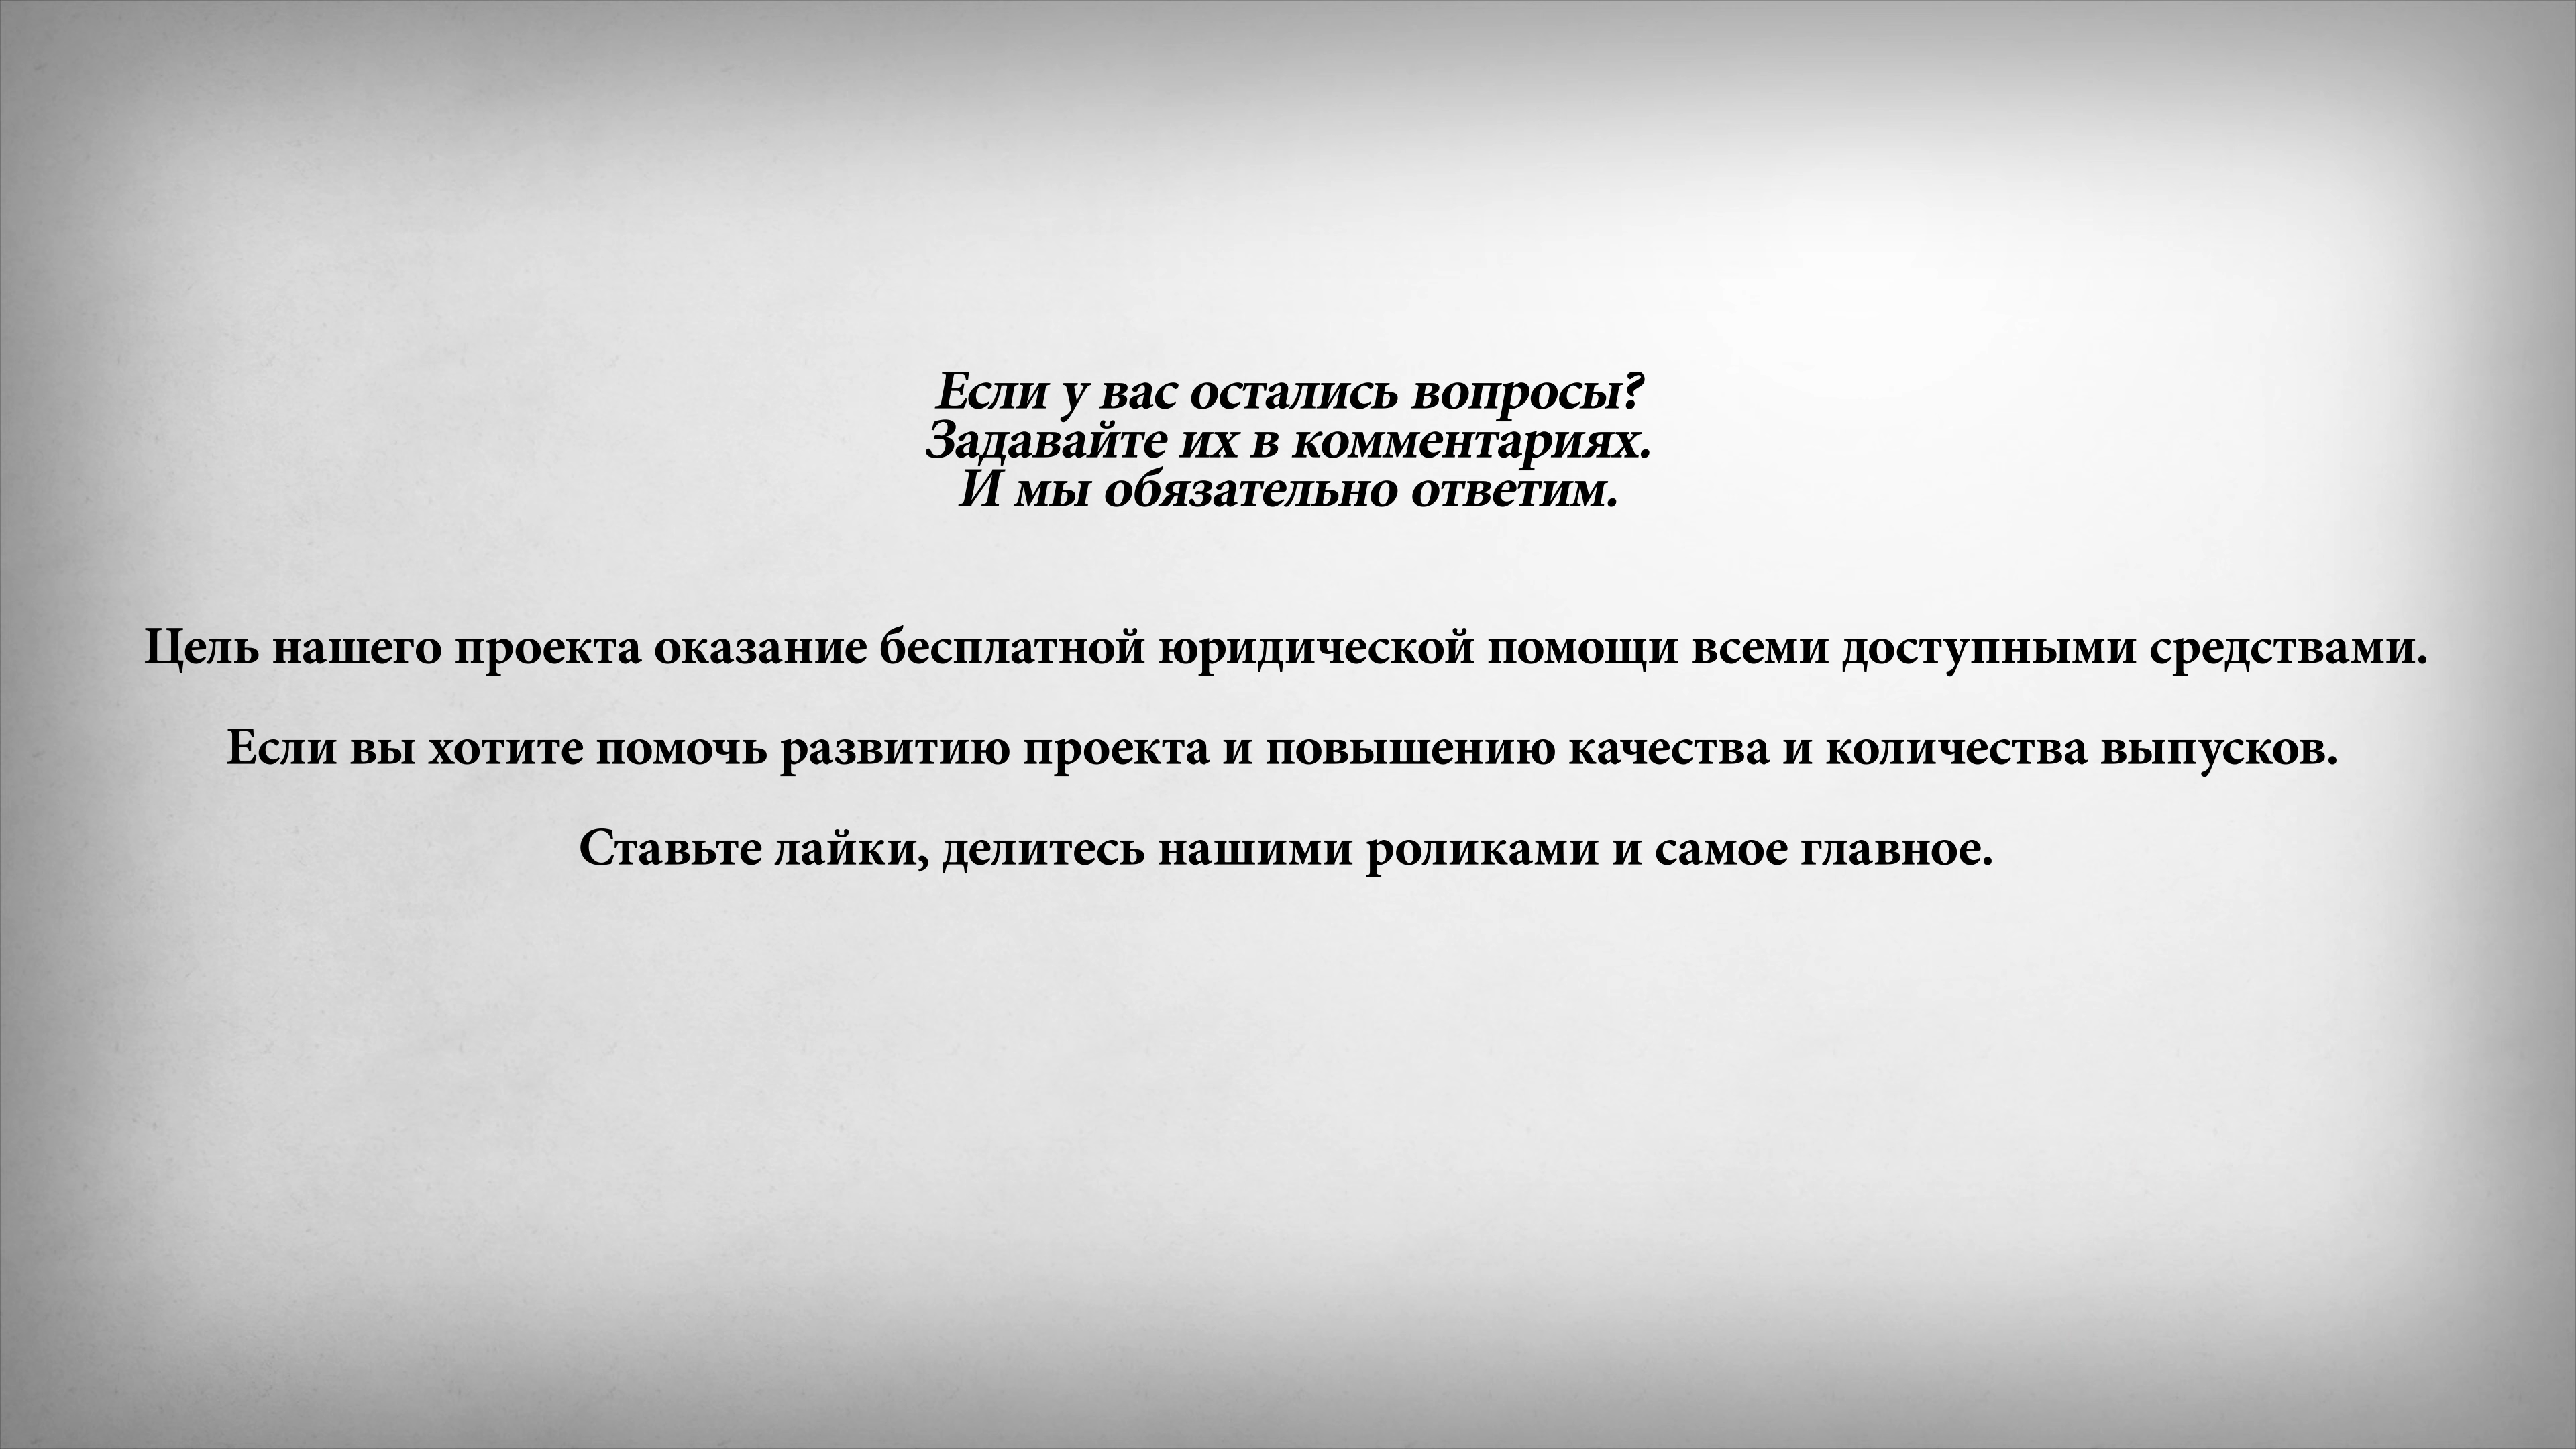 Если у вас остались вопросы?
Задавайте их в комментариях.
И мы обязательно ответим.
Цель нашего проекта оказание бесплатной юридической помощи всеми доступными средствами.
Если вы хотите помочь развитию проекта и повышению качества и количества выпусков.
Ставьте лайки, делитесь нашими роликами и самое главное.